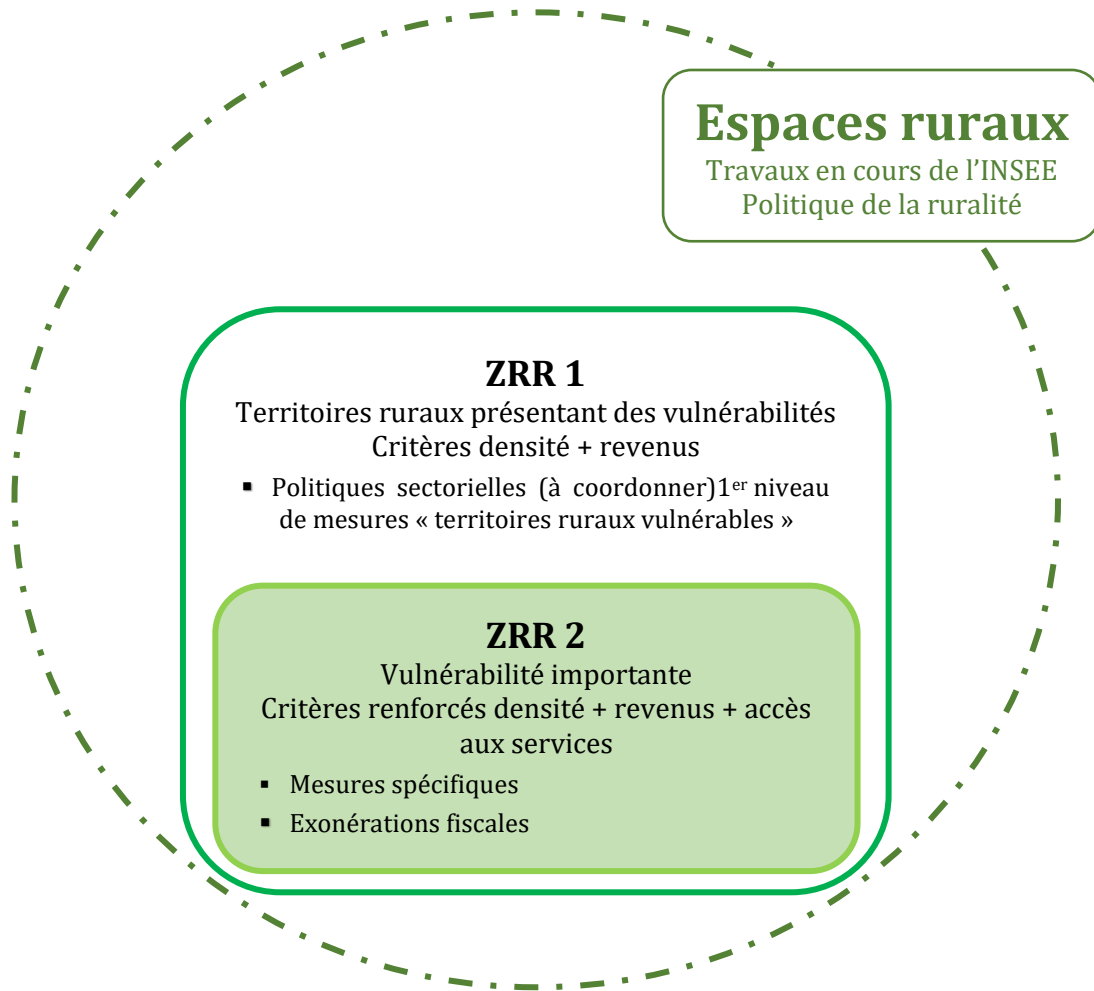 Espaces ruraux
Travaux en cours de l’INSEE
Politique de la ruralité
ZRR 1
Territoires ruraux présentant des vulnérabilités
Critères densité + revenus
▪ Politiques sectorielles (à coordonner)1er niveau
de mesures « territoires ruraux vulnérables »
ZRR 2
Vulnérabilité importante
Critères renforcés densité + revenus + accès
aux services
▪ Mesures spécifiques
▪ Exonérations fiscales